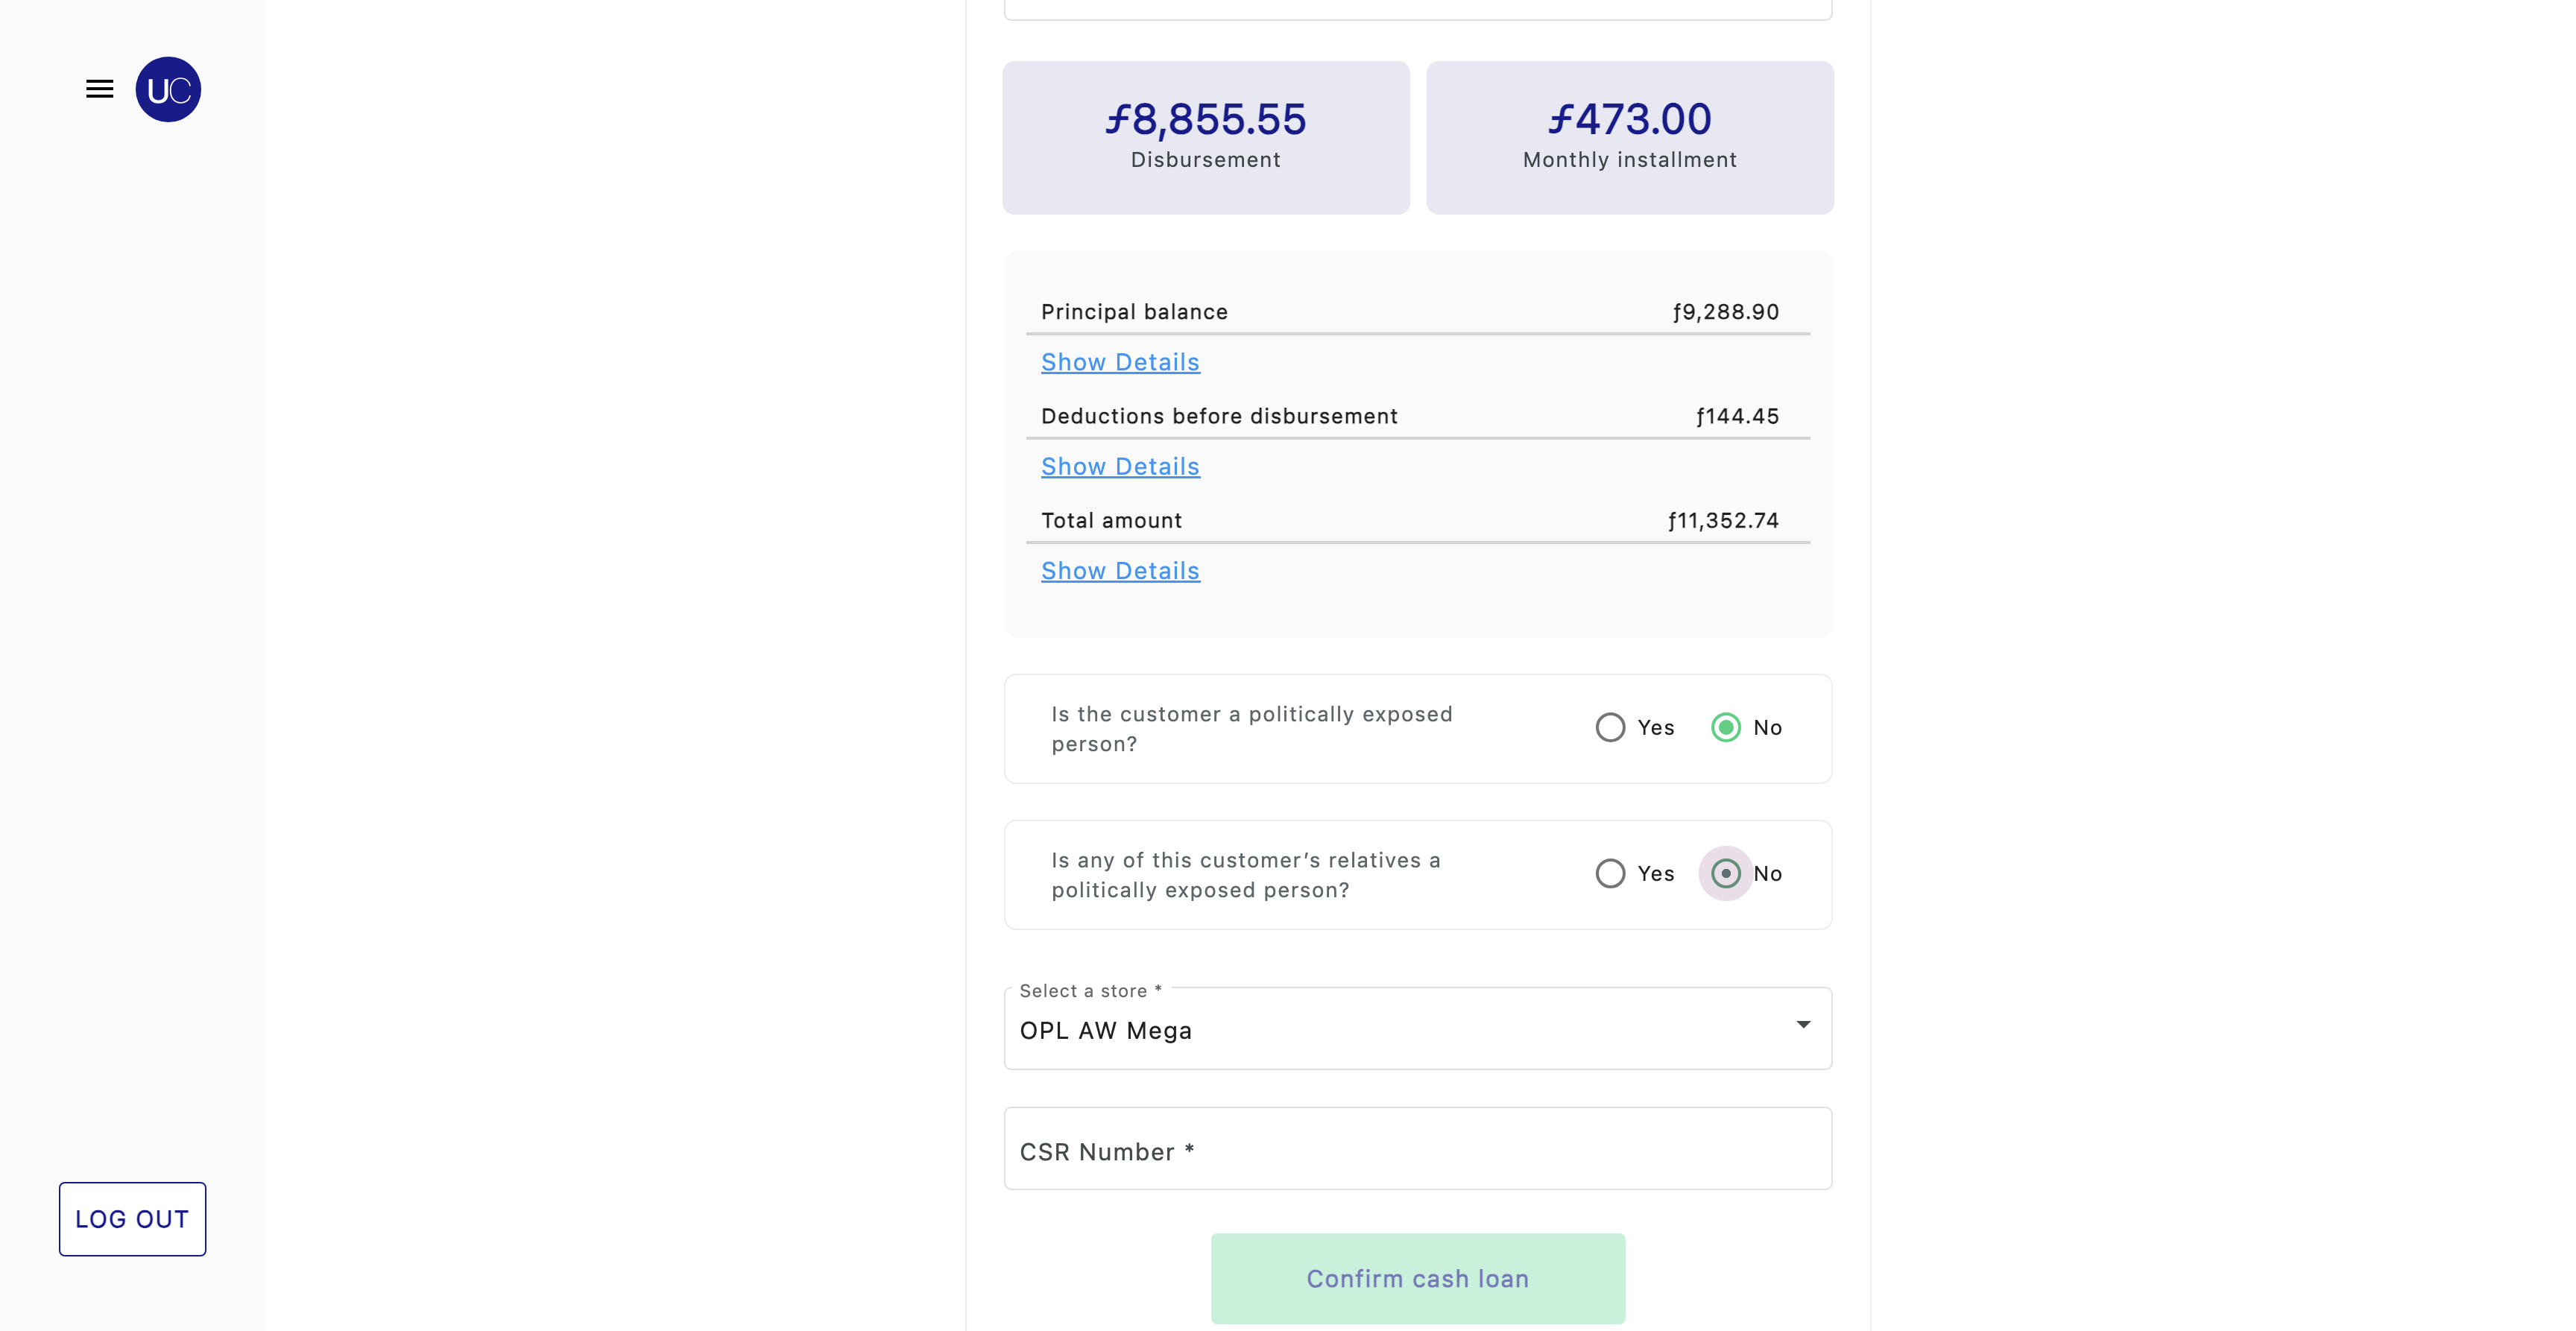 UC
ƒ8,855.55
Disbursement
ƒ473.00
Monthly installment
Principal balance ƒ9,288.90
Show Details
Deductions before disbursement ƒ144.45
Show Details
Total amount ƒ11,352.74
Show Details
Is the customer a politically exposed
person?
Yes No
Is any of this customer’s relatives a
politically exposed person?
Yes No
Select a store *
OPL AW Mega
CSR Number *
LOG OUT
Confirm cash loan